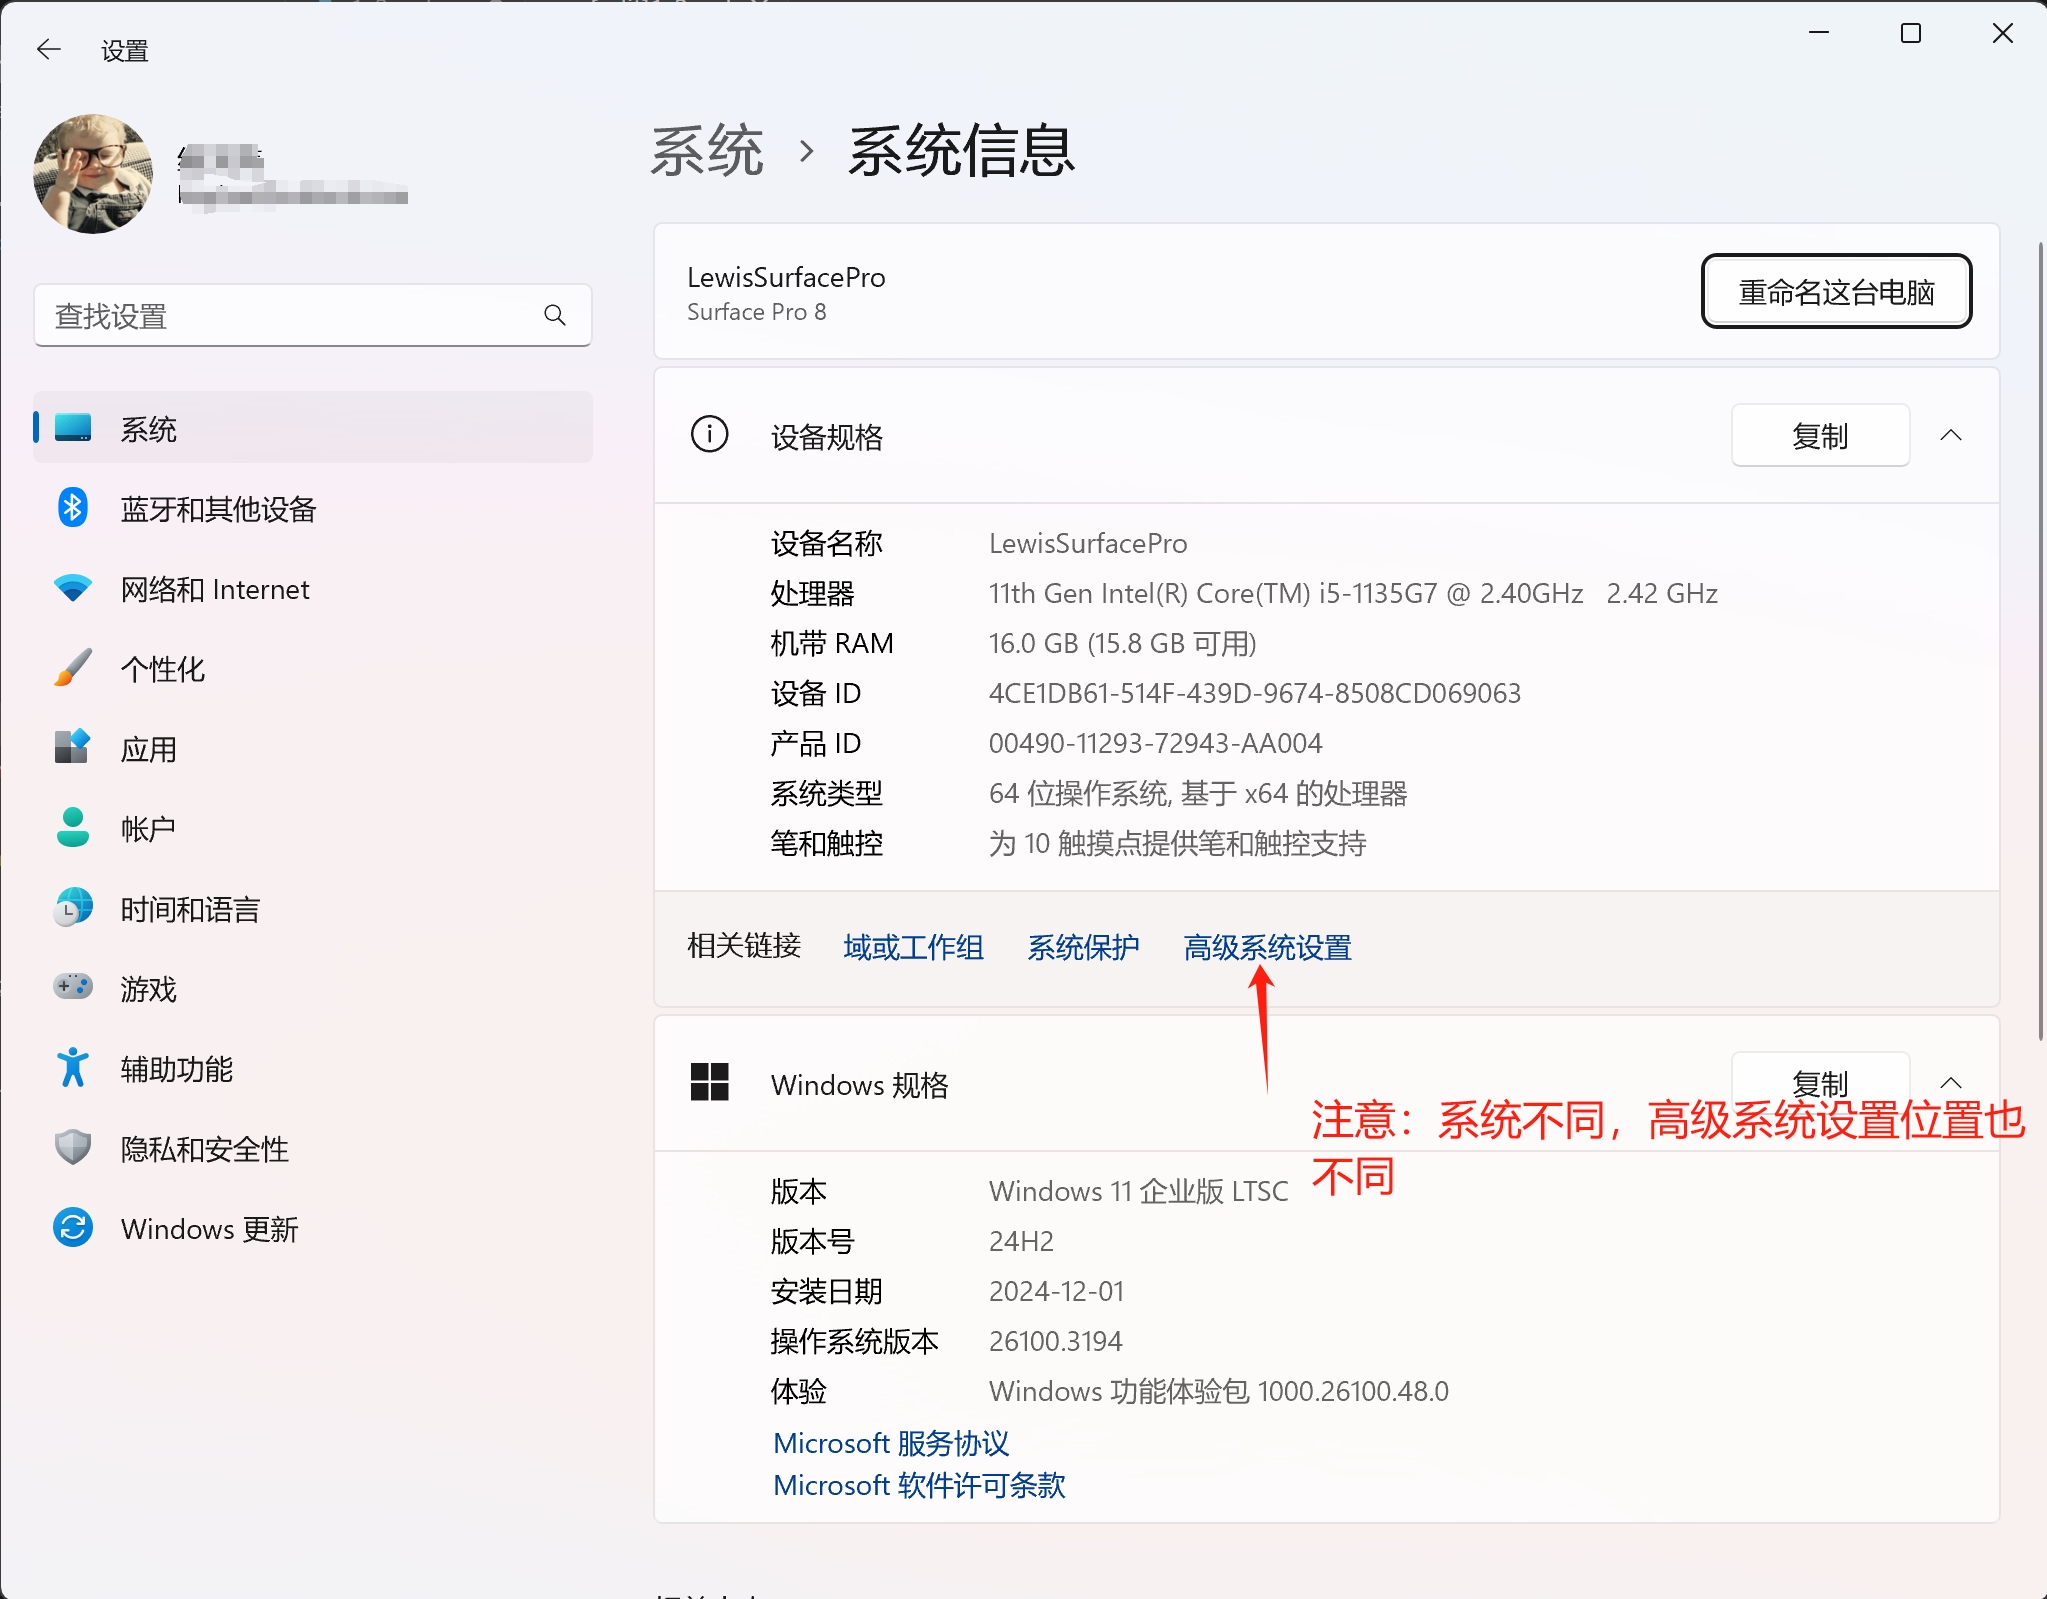 设置
查找设置
系统
蓝牙和其他设备
网络和 Internet
个性化
应用
帐户
时间和语言
游戏
辅助功能
隐私和安全性
Windows 更新
系统 › 系统信息
LewisSurfacePro
Surface Pro 8
重命名这台电脑
设备规格
复制
设备名称 LewisSurfacePro
处理器 11th Gen Intel(R) Core(TM) i5-1135G7 @ 2.40GHz 2.42 GHz
机带 RAM 16.0 GB (15.8 GB 可用)
设备 ID 4CE1DB61-514F-439D-9674-8508CD069063
产品 ID 00490-11293-72943-AA004
系统类型 64 位操作系统, 基于 x64 的处理器
笔和触控 为 10 触摸点提供笔和触控支持
相关链接 域或工作组 系统保护 高级系统设置
Windows 规格
复制
注意：系统不同，高级系统设置位置也
不同
版本 Windows 11 企业版 LTSC
版本号 24H2
安装日期 2024-12-01
操作系统版本 26100.3194
体验 Windows 功能体验包 1000.26100.48.0
Microsoft 服务协议
Microsoft 软件许可条款